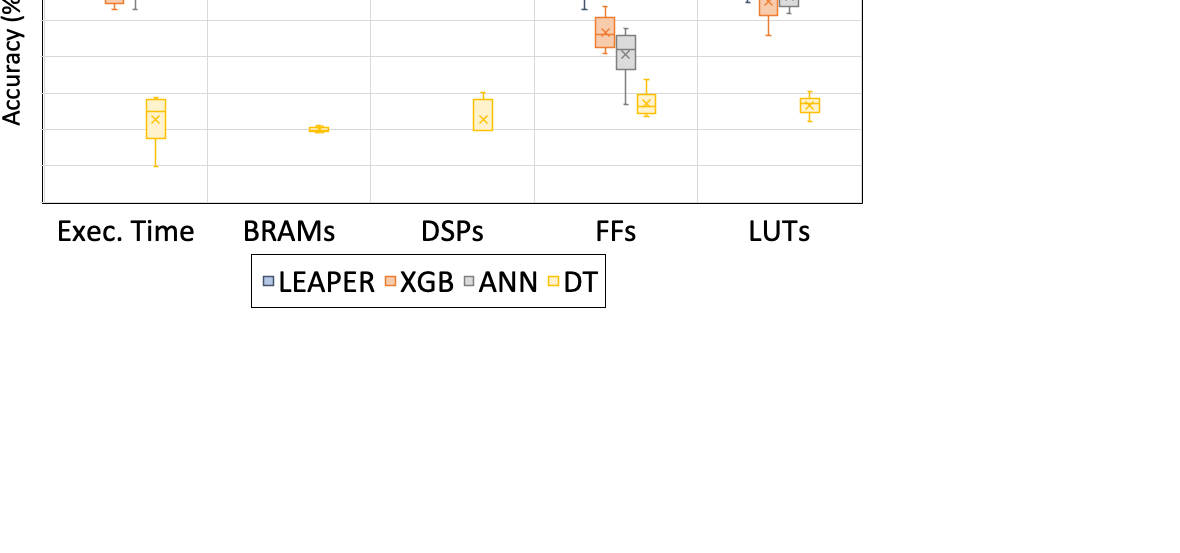 Accuracy (%
Exec. Time BRAMs DSPs FFs LUTs
LEAPER XGB ANN DT